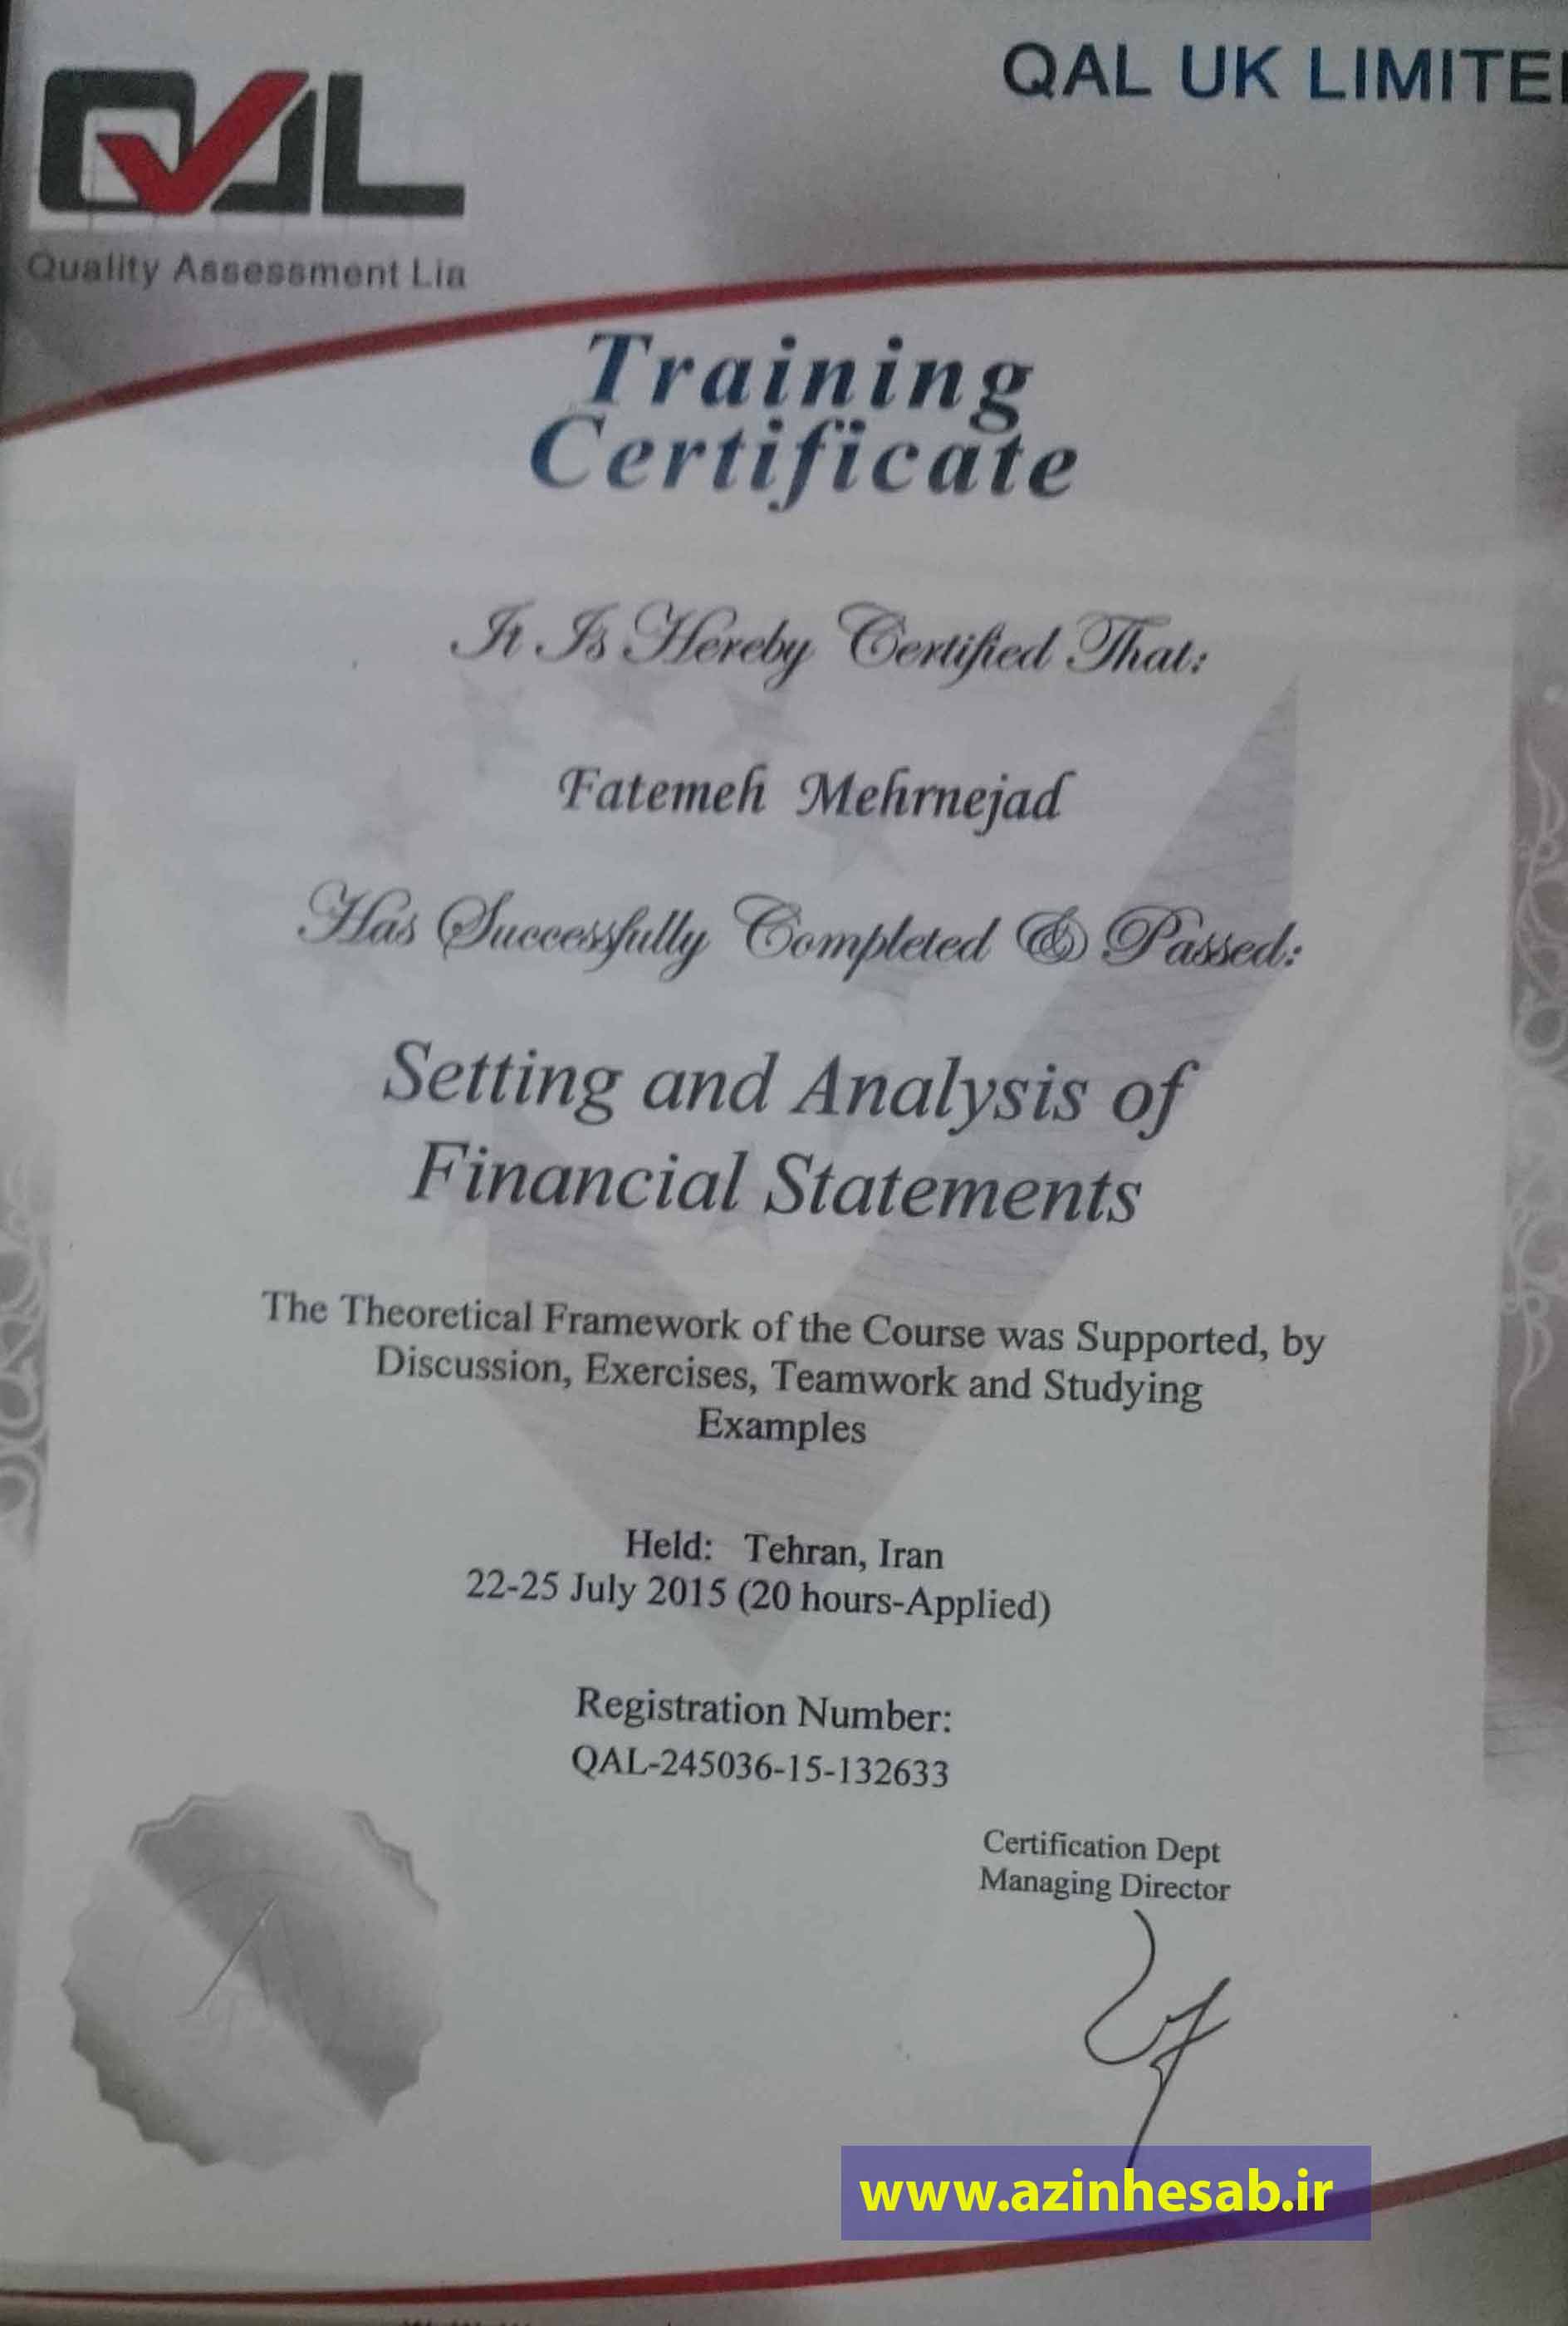 QAL
QAL UK LIMITE
Quality Assessment Lia
Training
Certificate
It Is Hereby Certified That:
Fatemeh Mehrnejad
Has Successfully Completed & Passed:
Setting and Analysis of
Financial Statements
The Theoretical Framework of the Course was Supported, by
Discussion, Exercises, Teamwork and Studying
Examples
Held: Tehran, Iran
22-25 July 2015 (20 hours-Applied)
Registration Number:
QAL-245036-15-132633
Certification Dept
Managing Director
www.azinhesab.ir